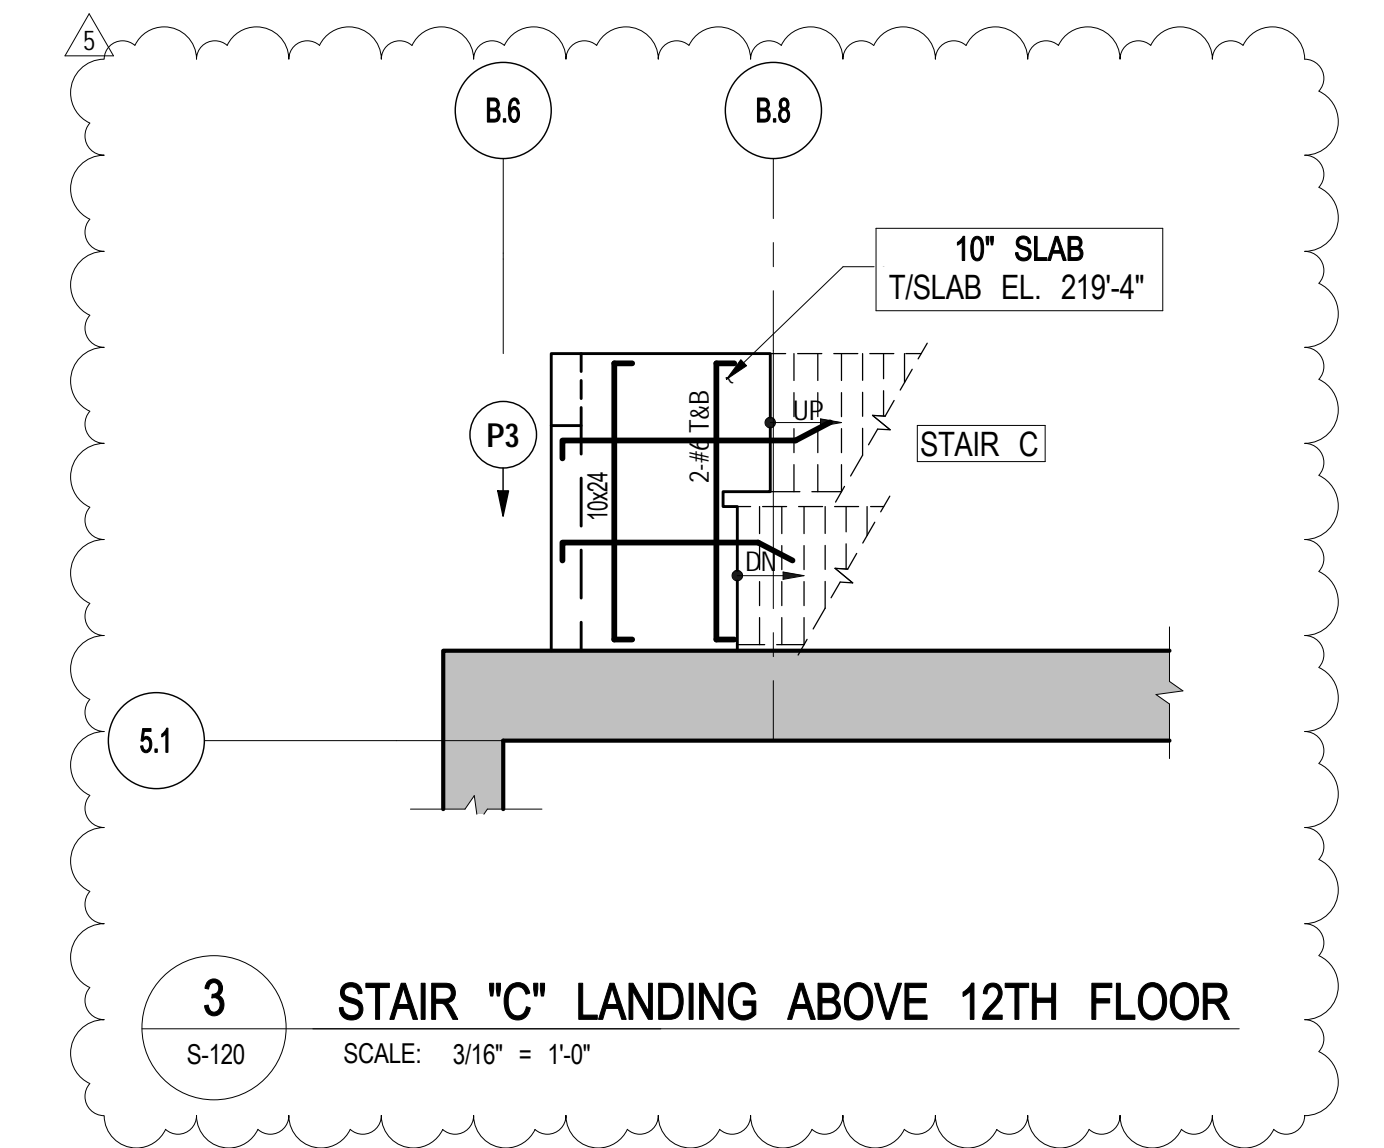 5
B.6
B.8
10" SLAB
T/SLAB EL. 219'-4"
UP
2-#6 T&B
P3
STAIR C
10x24
DN
5.1
3
STAIR "C" LANDING ABOVE 12TH FLOOR
S-120
SCALE: 3/16" = 1'-0"